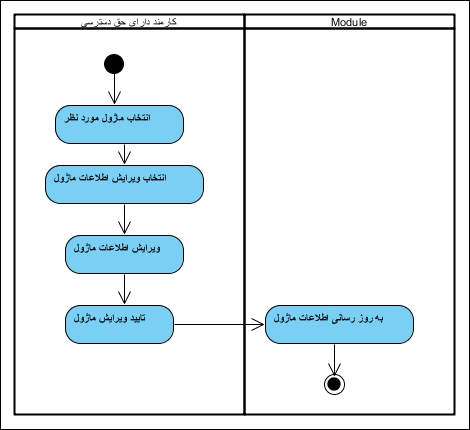 کارمند دارای حق دسترسی
Module
انتخاب ماژول مورد نظر
انتخاب ویرایش اطلاعات ماژول
ویرایش اطلاعات ماژول
تایید ویرایش ماژول
به روز رسانی اطلاعات ماژول